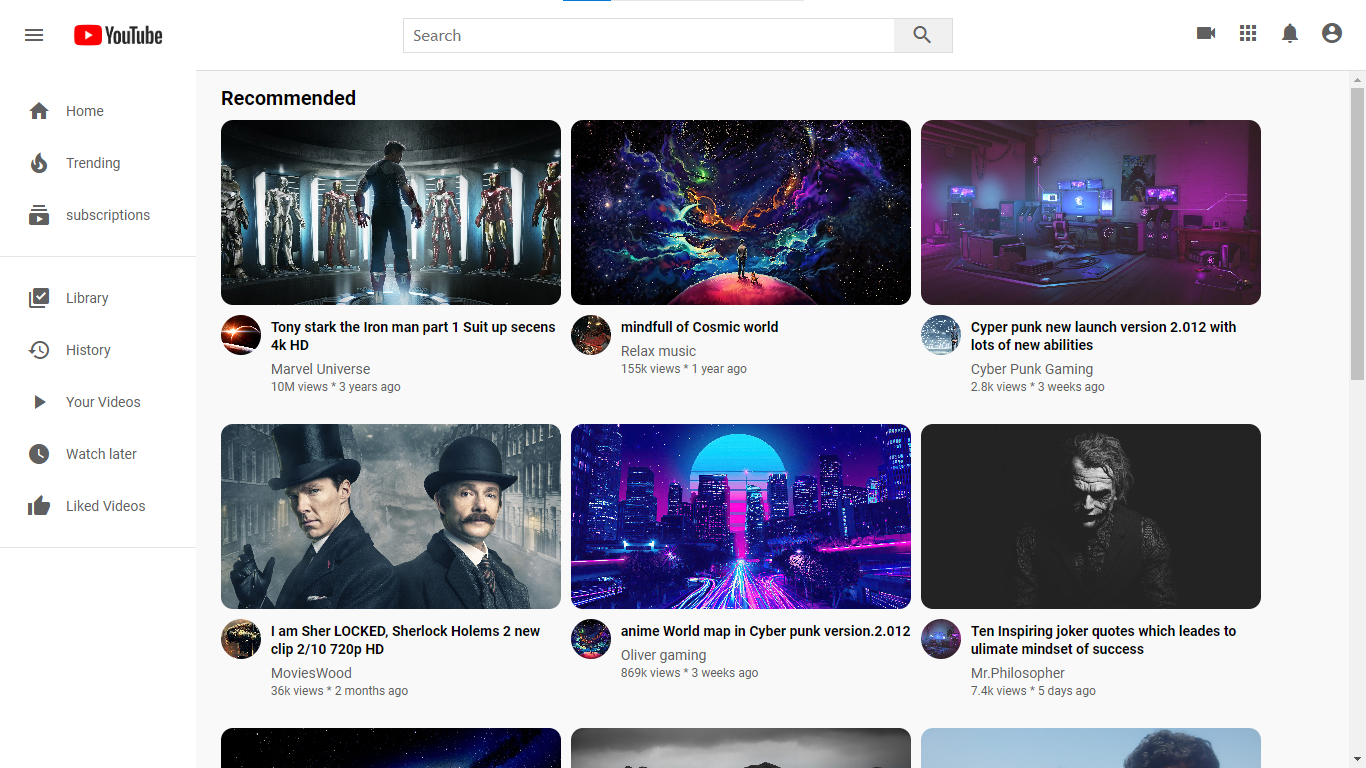 YouTube
Search
Home
Trending
subscriptions
Library
History
Your Videos
Watch later
Liked Videos
Recommended
Tony stark the Iron man part 1 Suit up secens
4k HD
Marvel Universe
10M views * 3 years ago
mindfull of Cosmic world
Relax music
155k views * 1 year ago
Cyper punk new launch version 2.012 with
lots of new abilities
Cyber Punk Gaming
2.8k views * 3 weeks ago
I am Sher LOCKED, Sherlock Holems 2 new
clip 2/10 720p HD
MoviesWood
36k views * 2 months ago
anime World map in Cyber punk version.2.012
Oliver gaming
869k views * 3 weeks ago
Ten Inspiring joker quotes which leades to
ulimate mindset of success
Mr.Philosopher
7.4k views * 5 days ago